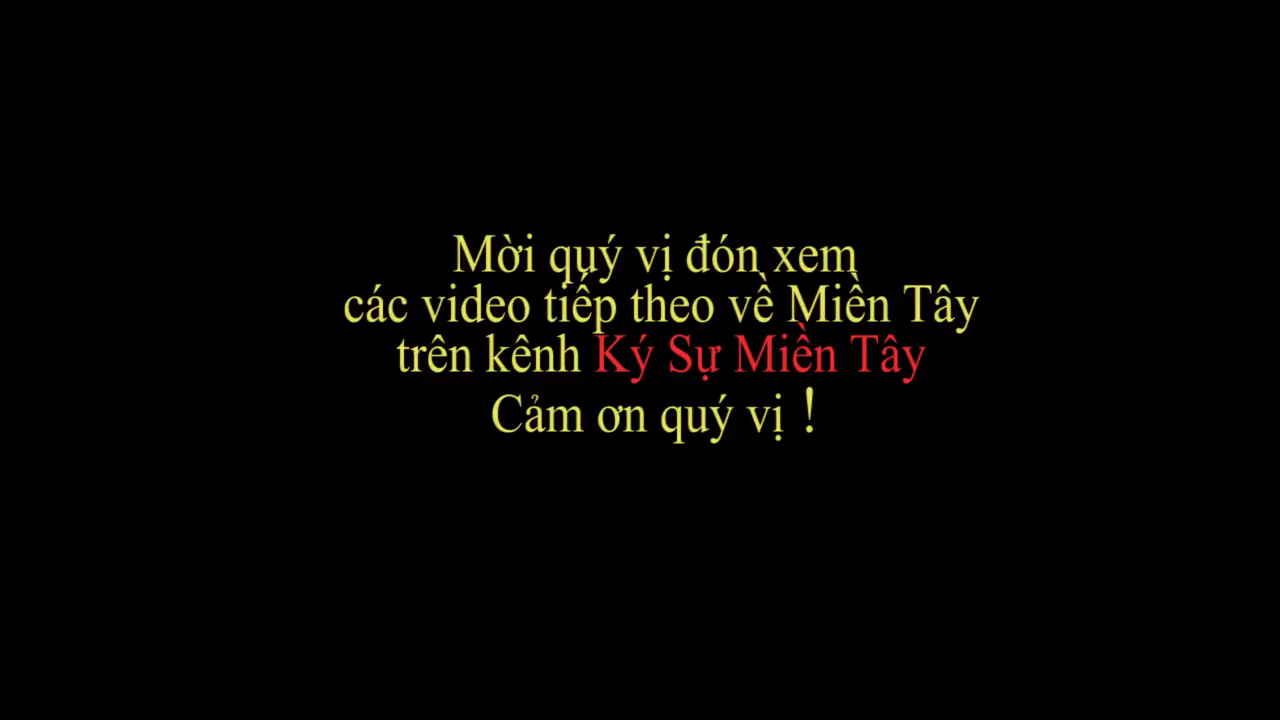 Mời quý vị đón xem
các video tiếp theo về Miền Tây
trên kênh Ký Sự Miền Tây
Cảm ơn quý vị !